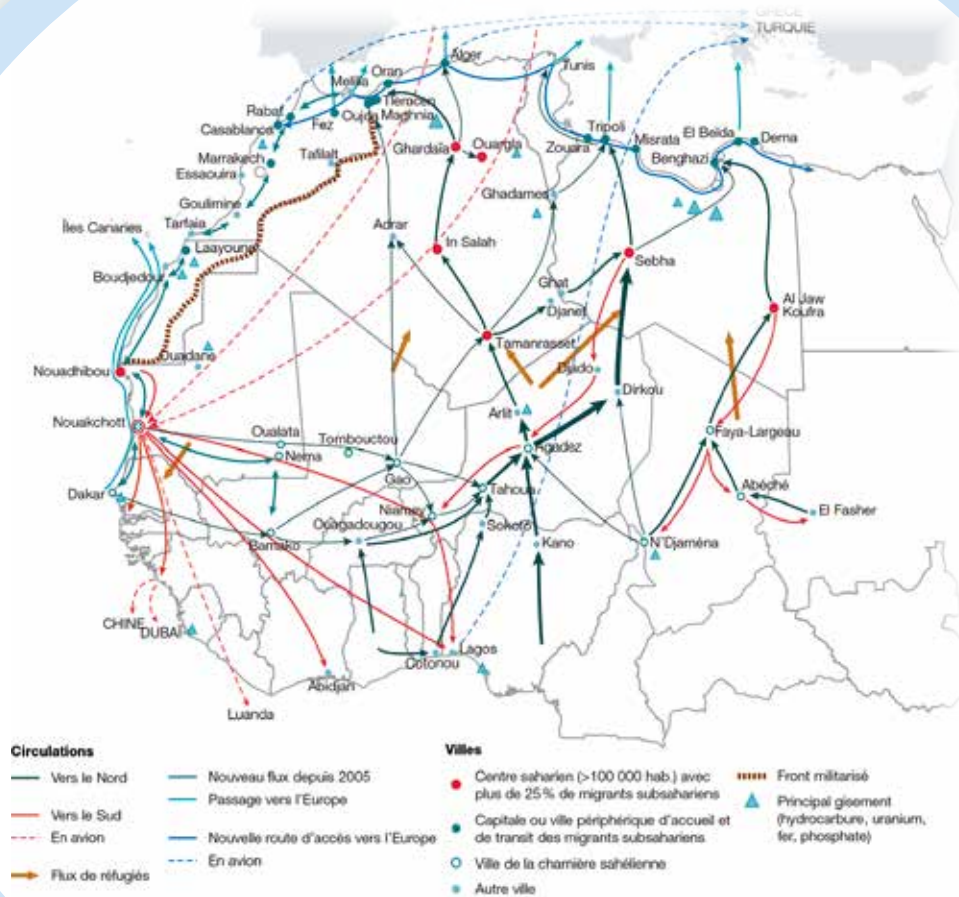 GRÈCE
TURQUIE
Alger
Tunis
Oran
Melilla
Tlemcen
Rabat
Oujda Maghnia
Casablanca
Fez
Tripoli
Misrata
El Beïda
Derna
Zouara
Benghazi
Ghardaïa
Ouargla
Marrakech
Tafilalt
Essaouira
Ghadames
Goulimine
Tarfaia
Adrar
Îles Canaries
Laayoune
In Salah
Sebha
Boudjedour
Ghat
Djanet
Al Jaw
Koufra
Ouadane
Tamanrasset
Nouadhibou
Djado
Dirkou
Arlit
Nouakchott
Oualata
Tombouctou
Faya-Largeau
Nema
Agadez
Gao
Dakar
Tahoua
Abéché
Niamey
Ouagadougou
Sokoto
El Fasher
Bamako
Kano
N'Djaména
CHINE
DUBAÏ
Lagos
Cotonou
Abidjan
Luanda
Circulations
Vers le Nord
Vers le Sud
En avion
Flux de réfugiés
Nouveau flux depuis 2005
Passage vers l'Europe
Nouvelle route d'accès vers l'Europe
En avion
Villes
Centre saharien (>100 000 hab.) avec
plus de 25 % de migrants subsahariens
Capitale ou ville périphérique d'accueil et
de transit des migrants subsahariens
Ville de la charnière sahélienne
Autre ville
Front militarisé
Principal gisement
(hydrocarbure, uranium,
fer, phosphate)